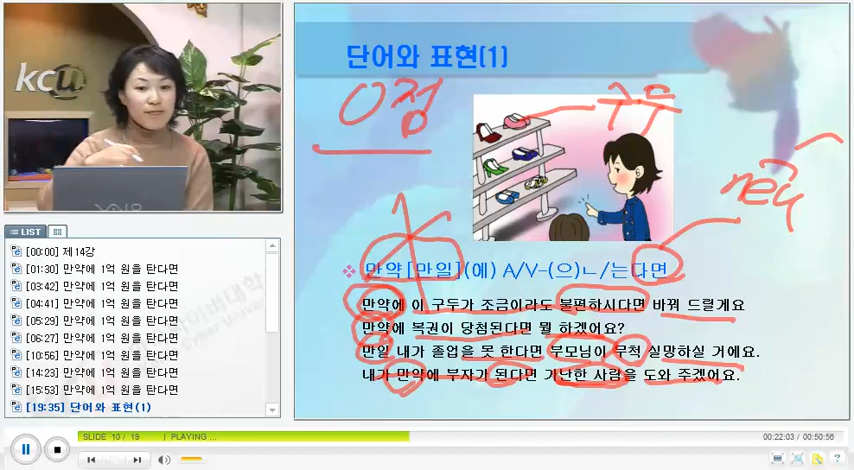 kcu
VAIO
LIST
[00:00] 제 14강
[01:30] 만약에 1억 원을 탄다면
[03:42] 만약에 1억 원을 탄다면
[04:41] 만약에 1억 원을 탄다면
[05:29] 만약에 1억 원을 탄다면
[06:27] 만약에 1억 원을 탄다면
[10:56] 만약에 1억 원을 탄다면
[14:23] 만약에 1억 원을 탄다면
[15:53] 만약에 1억 원을 탄다면
[19:35] 단어와 표현(1)
단어와 표현(1)
0점
구두
만약[만일](에) A/V-(으)ㄴ/는다면
만약에 이 구두가 조금이라도 불편하시다면 바꿔 드릴게요
만약에 복권이 당첨된다면 뭘 하겠어요?
만일 내가 졸업을 못 한다면 부모님이 무척 실망하실 거에요.
내가 만약에 부자가 된다면 가난한 사람을 도와 주겠어요.
SLIDE 10 / 19 | PLAYING ...
00:22:03 / 00:50:56